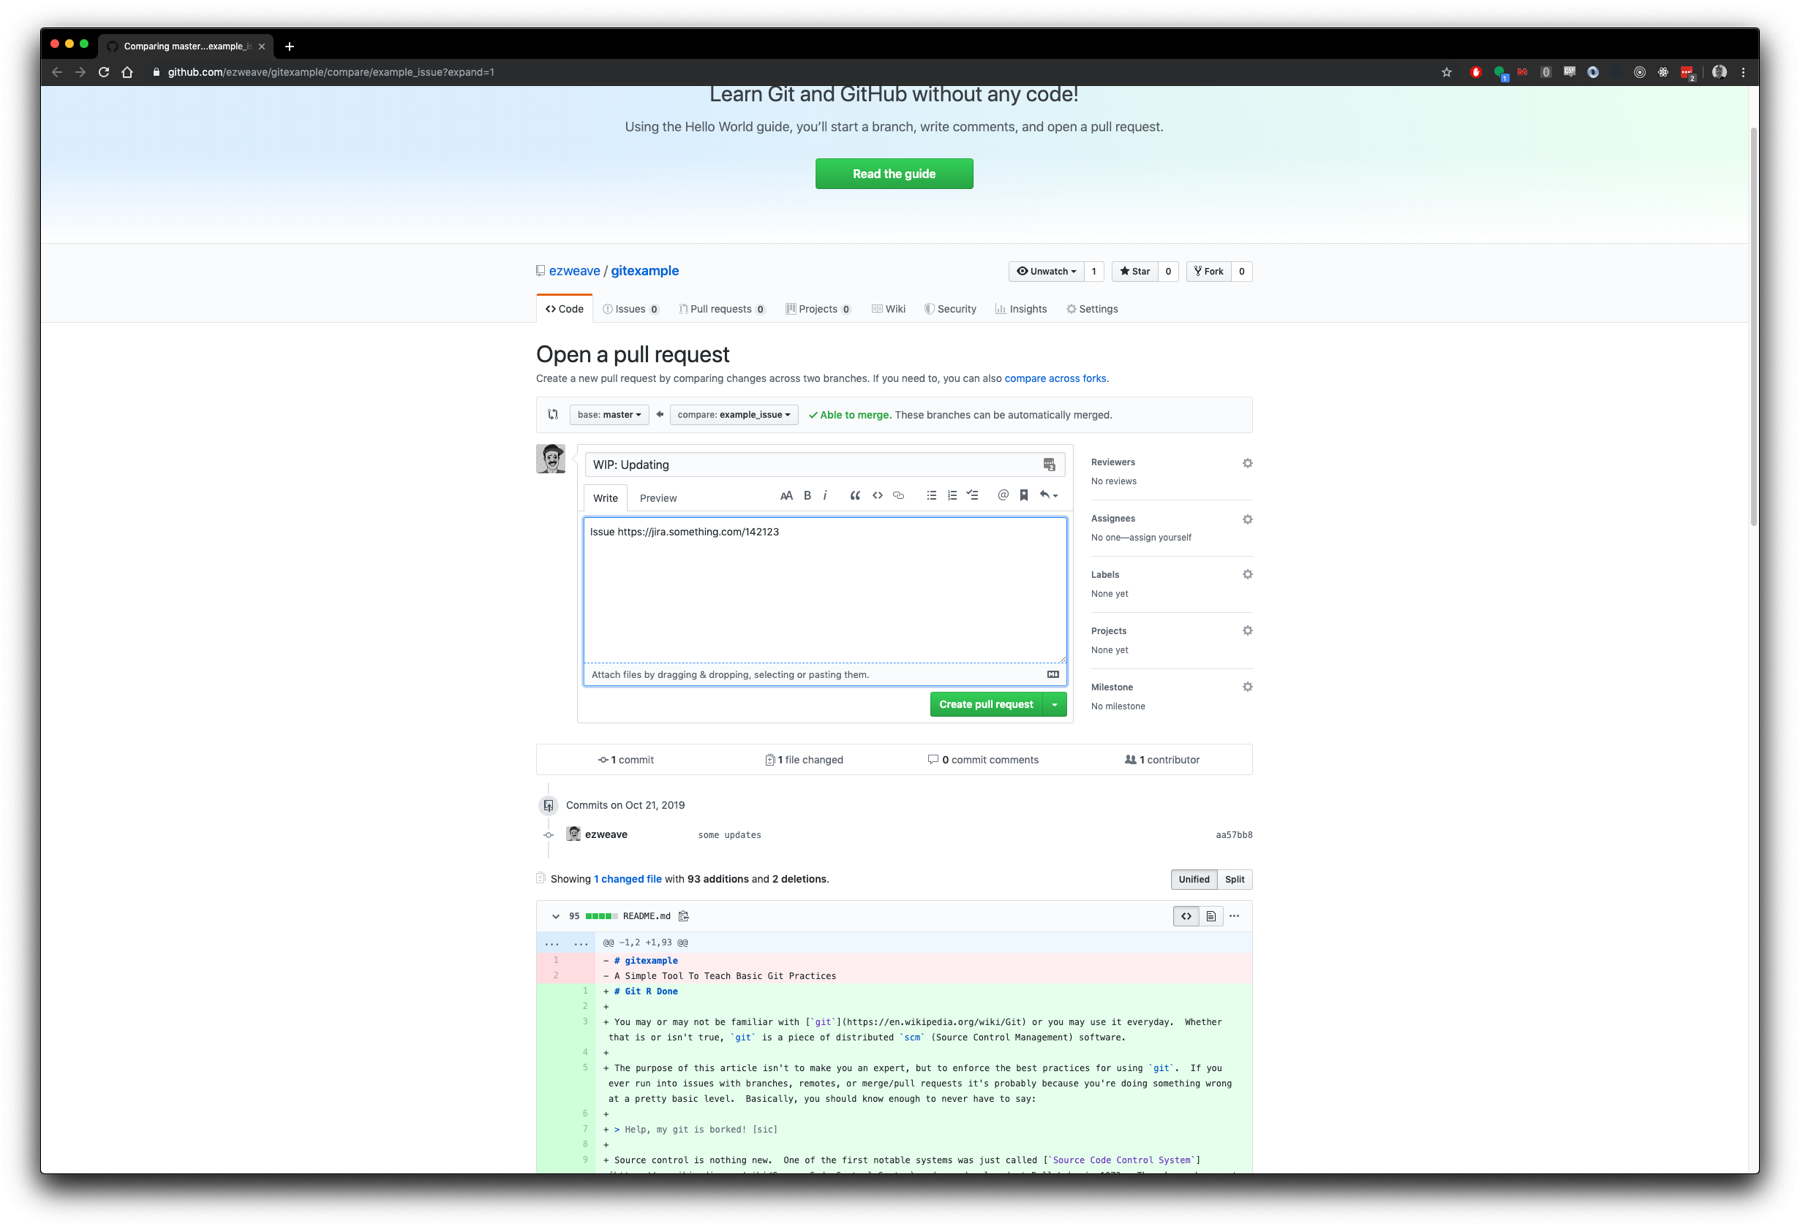 Comparing master...example_i
github.com/ezweave/gitexample/compare/example_issue?expand=1
Learn Git and GitHub without any code!
Using the Hello World guide, you’ll start a branch, write comments, and open a pull request.
Read the guide
ezweave / gitexample
Unwatch 1 Star 0 Fork 0
<> Code Issues 0 Pull requests 0 Projects 0 Wiki Security Insights Settings
Open a pull request
Create a new pull request by comparing changes across two branches. If you need to, you can also compare across forks.
base: master compare: example_issue Able to merge. These branches can be automatically merged.
WIP: Updating
Write Preview
Issue https://jira.something.com/142123
Attach files by dragging & dropping, selecting or pasting them.
Create pull request
Reviewers
No reviews
Assignees
No one—assign yourself
Labels
None yet
Projects
None yet
Milestone
No milestone
1 commit 1 file changed 0 commit comments 1 contributor
Commits on Oct 21, 2019
ezweave some updates aa57bb8
Showing 1 changed file with 93 additions and 2 deletions.
Unified Split
95 README.md
... ... @@ -1,2 +1,93 @@
1 - # gitexample
2 - A Simple Tool To Teach Basic Git Practices
1 + # Git R Done
2 +
3 + You may or may not be familiar with [`git`](https://en.wikipedia.org/wiki/Git) or you may use it everyday.  Whether
that is or isn't true, `git` is a piece of distributed `scm` (Source Control Management) software.
4 +
5 + The purpose of this article isn't to make you an expert, but to enforce the best practices for using `git`.  If you
ever run into issues with branches, remotes, or merge/pull requests it's probably because you're doing something wrong
at a pretty basic level.  Basically, you should know enough to never have to say:
6 +
7 + > Help, my git is borked! [sic]
8 +
9 + Source control is nothing new.  One of the first notable systems was just called [`Source Code Control System`]